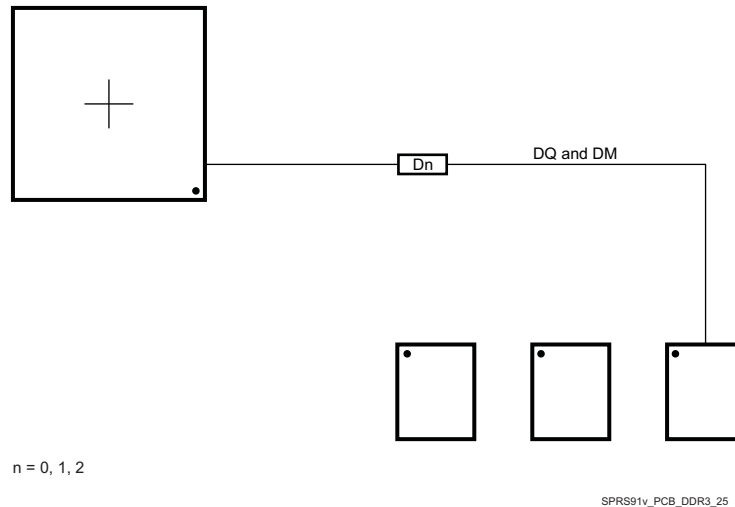 DQ and DM
Dn
n = 0, 1, 2
SPRS91v_PCB_DDR3_25